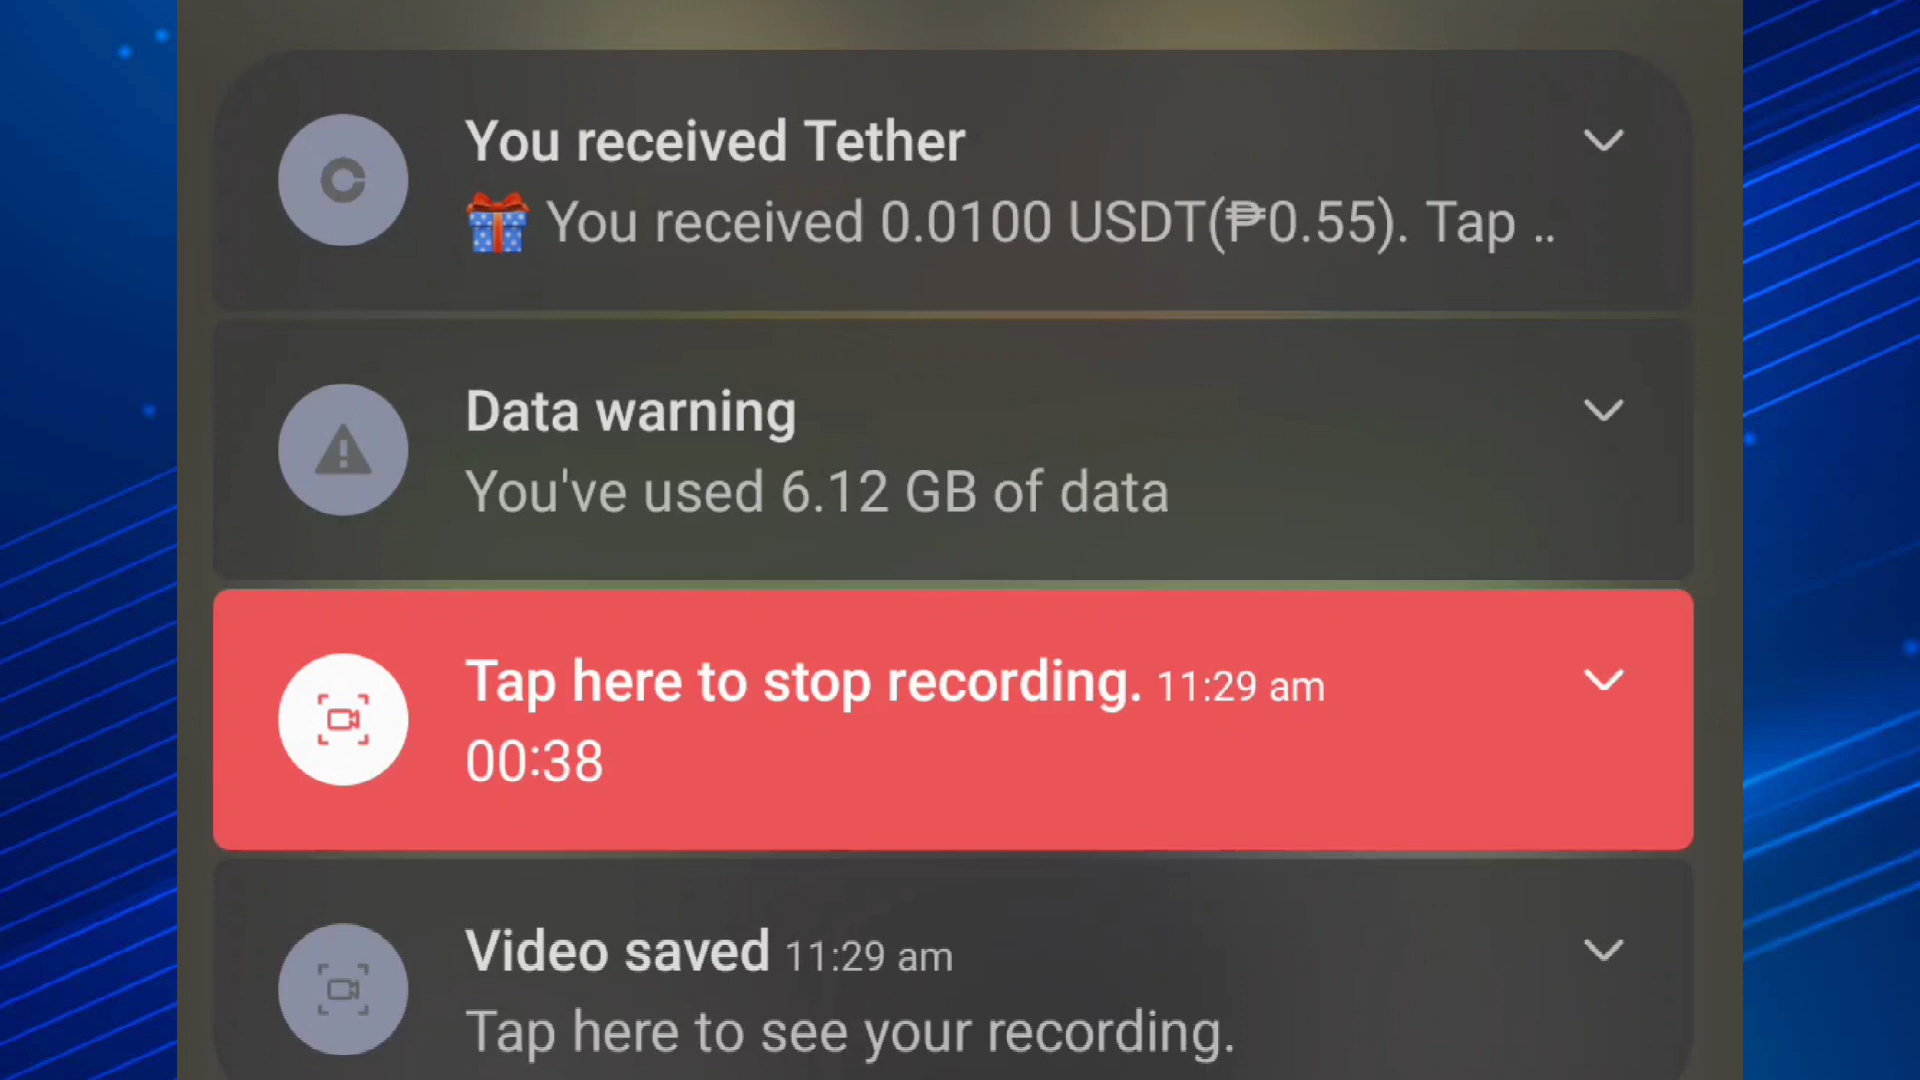 You received Tether
🎁 You received 0.0100 USDT(₱0.55). Tap ..
Data warning
You've used 6.12 GB of data
Tap here to stop recording. 11:29 am
00:38
Video saved 11:29 am
Tap here to see your recording.